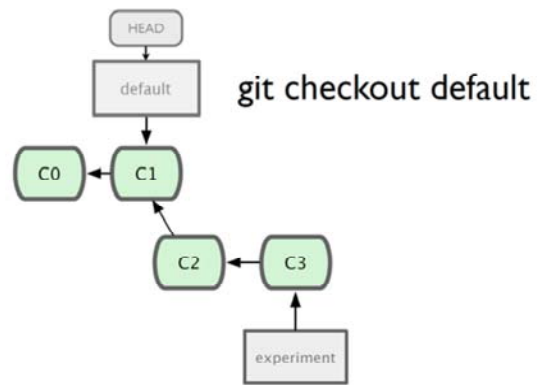 HEAD
default
git checkout default
C0
C1
C2
C3
experiment